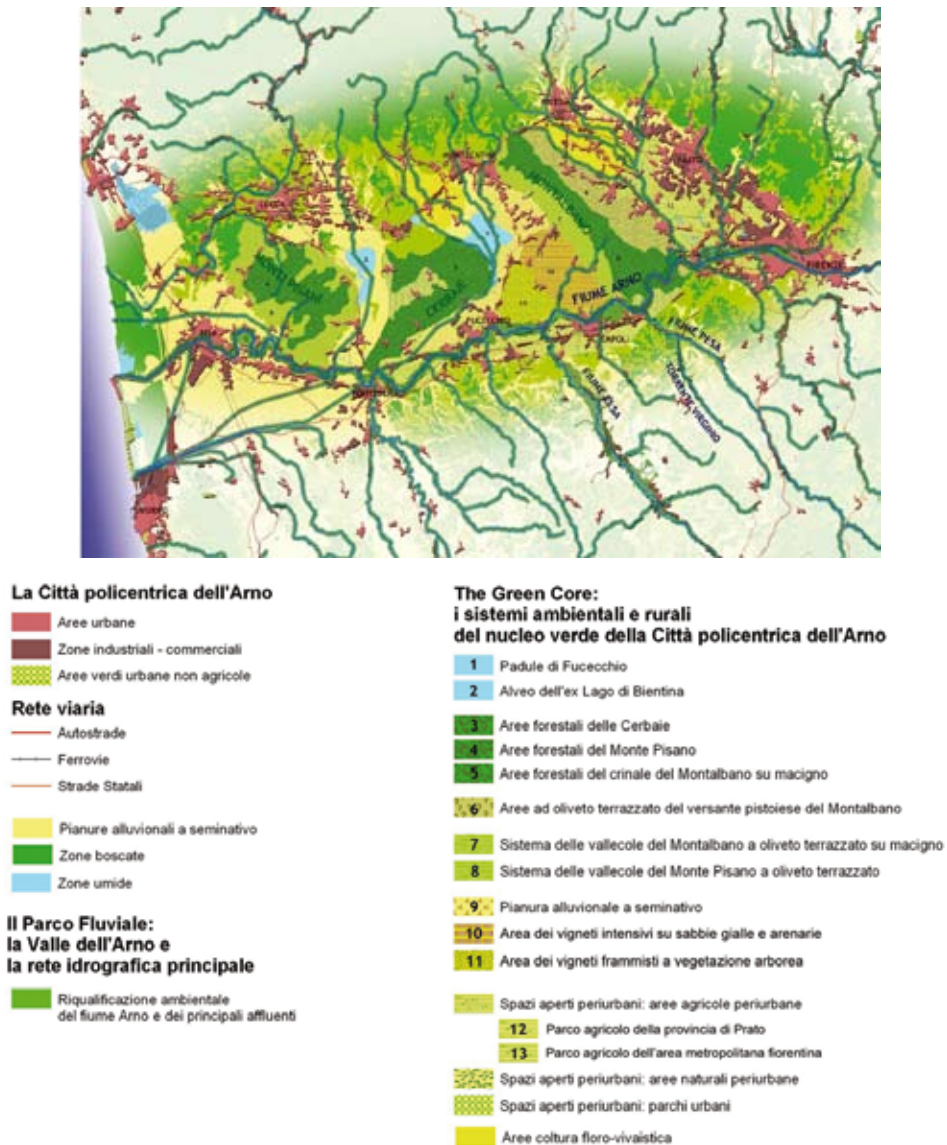 PRATO
LUCCA
MONTALBANO
MONTI PISANI
CERBAIE
FIRENZE
FIUME ARNO
PISA
FIUME PESA
FIUME ELSA
La Città policentrica dell'Arno
Aree urbane
Zone industriali - commerciali
Aree verdi urbane non agricole
Rete viaria
Autostrade
Ferrovie
Strade Statali
Pianure alluvionali a seminativo
Zone boscate
Zone umide
Il Parco Fluviale:
la Valle dell'Arno e
la rete idrografica principale
Riqualificazione ambientale
del fiume Arno e dei principali affluenti
The Green Core:
i sistemi ambientali e rurali
del nucleo verde della Città policentrica dell'Arno
1 Padule di Fucecchio
2 Alveo dell'ex Lago di Bientina
3 Aree forestali delle Cerbaie
4 Aree forestali del Monte Pisano
5 Aree forestali del crinale del Montalbano su macigno
6 Aree ad oliveto terrazzato del versante pistoiese del Montalbano
7 Sistema delle vallecole del Montalbano a oliveto terrazzato su macigno
8 Sistema delle vallecole del Monte Pisano a oliveto terrazzato
9 Pianura alluvionale a seminativo
10 Area dei vigneti intensivi su sabbie gialle e arenarie
11 Area dei vigneti frammisti a vegetazione arborea
Spazi aperti periurbani: aree agricole periurbane
12 Parco agricolo della provincia di Prato
13 Parco agricolo dell'area metropolitana fiorentina
Spazi aperti periurbani: aree naturali periurbane
Spazi aperti periurbani: parchi urbani
Aree coltura floro-vivaistica